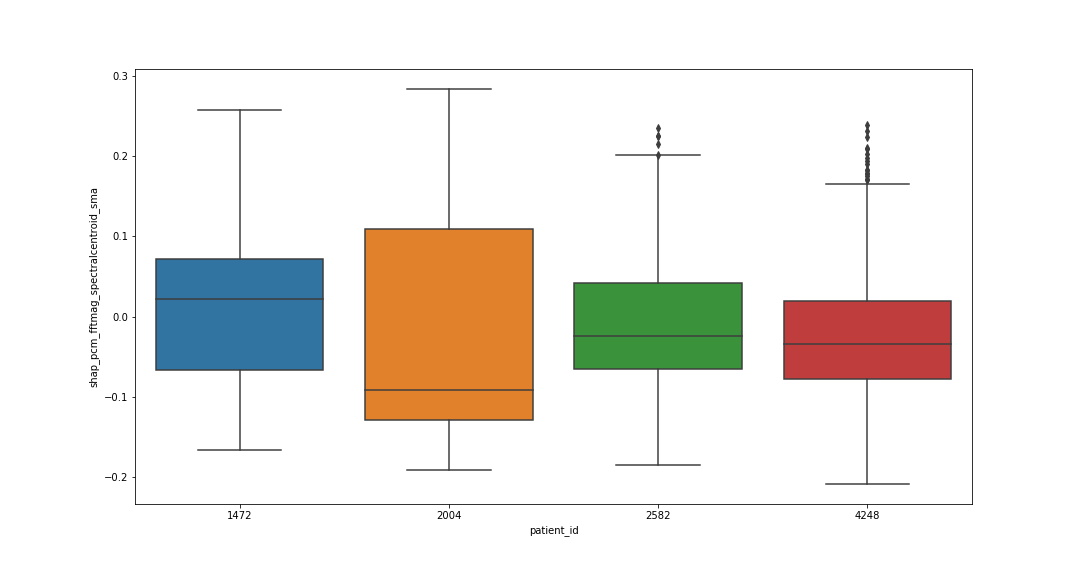 shap_pcm_fftmag_spectralcentroid_sma
0.3
0.2
0.1
0.0
−0.1
−0.2
1472 2004 2582 4248
patient_id